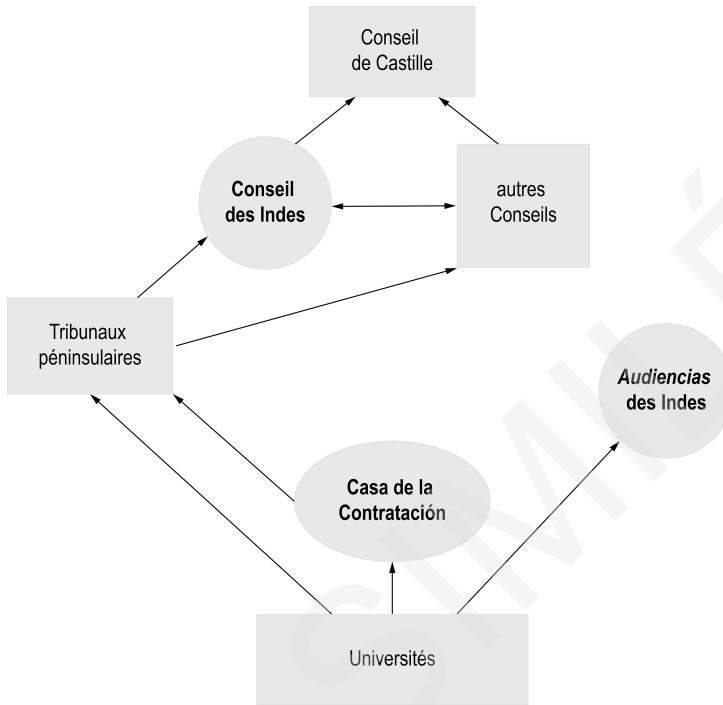 Conseil
de Castille
Conseil
des Indes
autres
Conseils
Tribunaux
péninsulaires
Audiencias
des Indes
Casa de la
Contratación
Universités